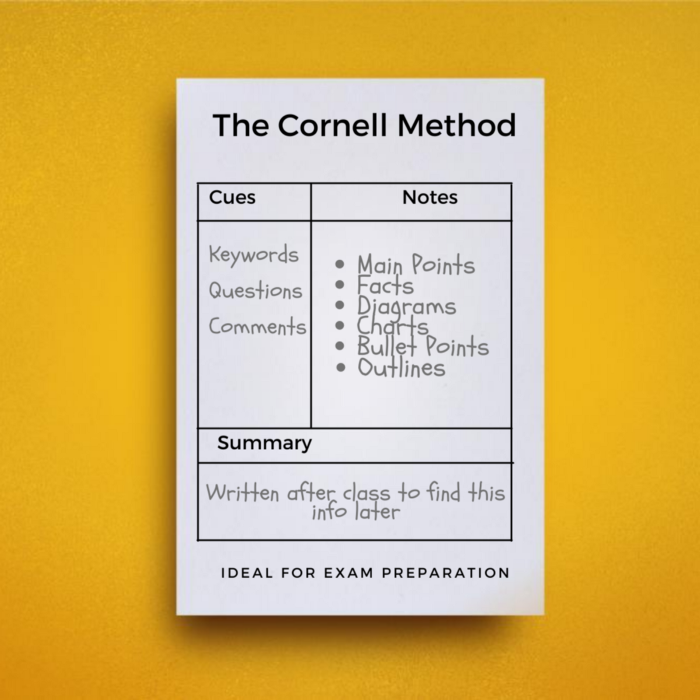 The Cornell Method
Cues
Notes
Keywords
Questions
Comments
Main Points
Facts
Diagrams
Charts
Bullet Points
Outlines
Summary
Written after class to find this
info later
IDEAL FOR EXAM PREPARATION